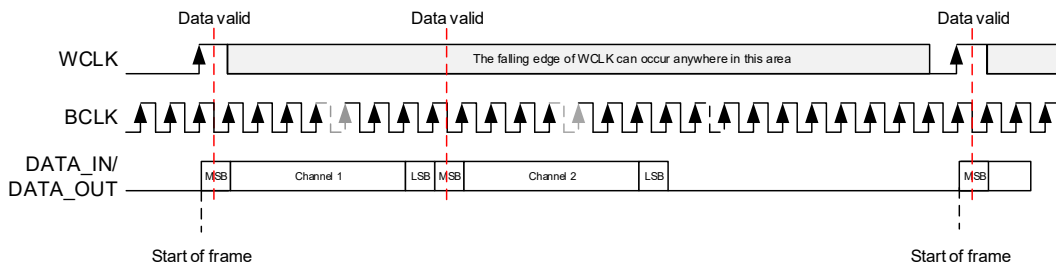 Data valid Data valid Data valid
WCLK The falling edge of WCLK can occur anywhere in this area
BCLK
DATA_IN/
DATA_OUT
MSB Channel 1 LSB MSB Channel 2 LSB MSB
Start of frame Start of frame